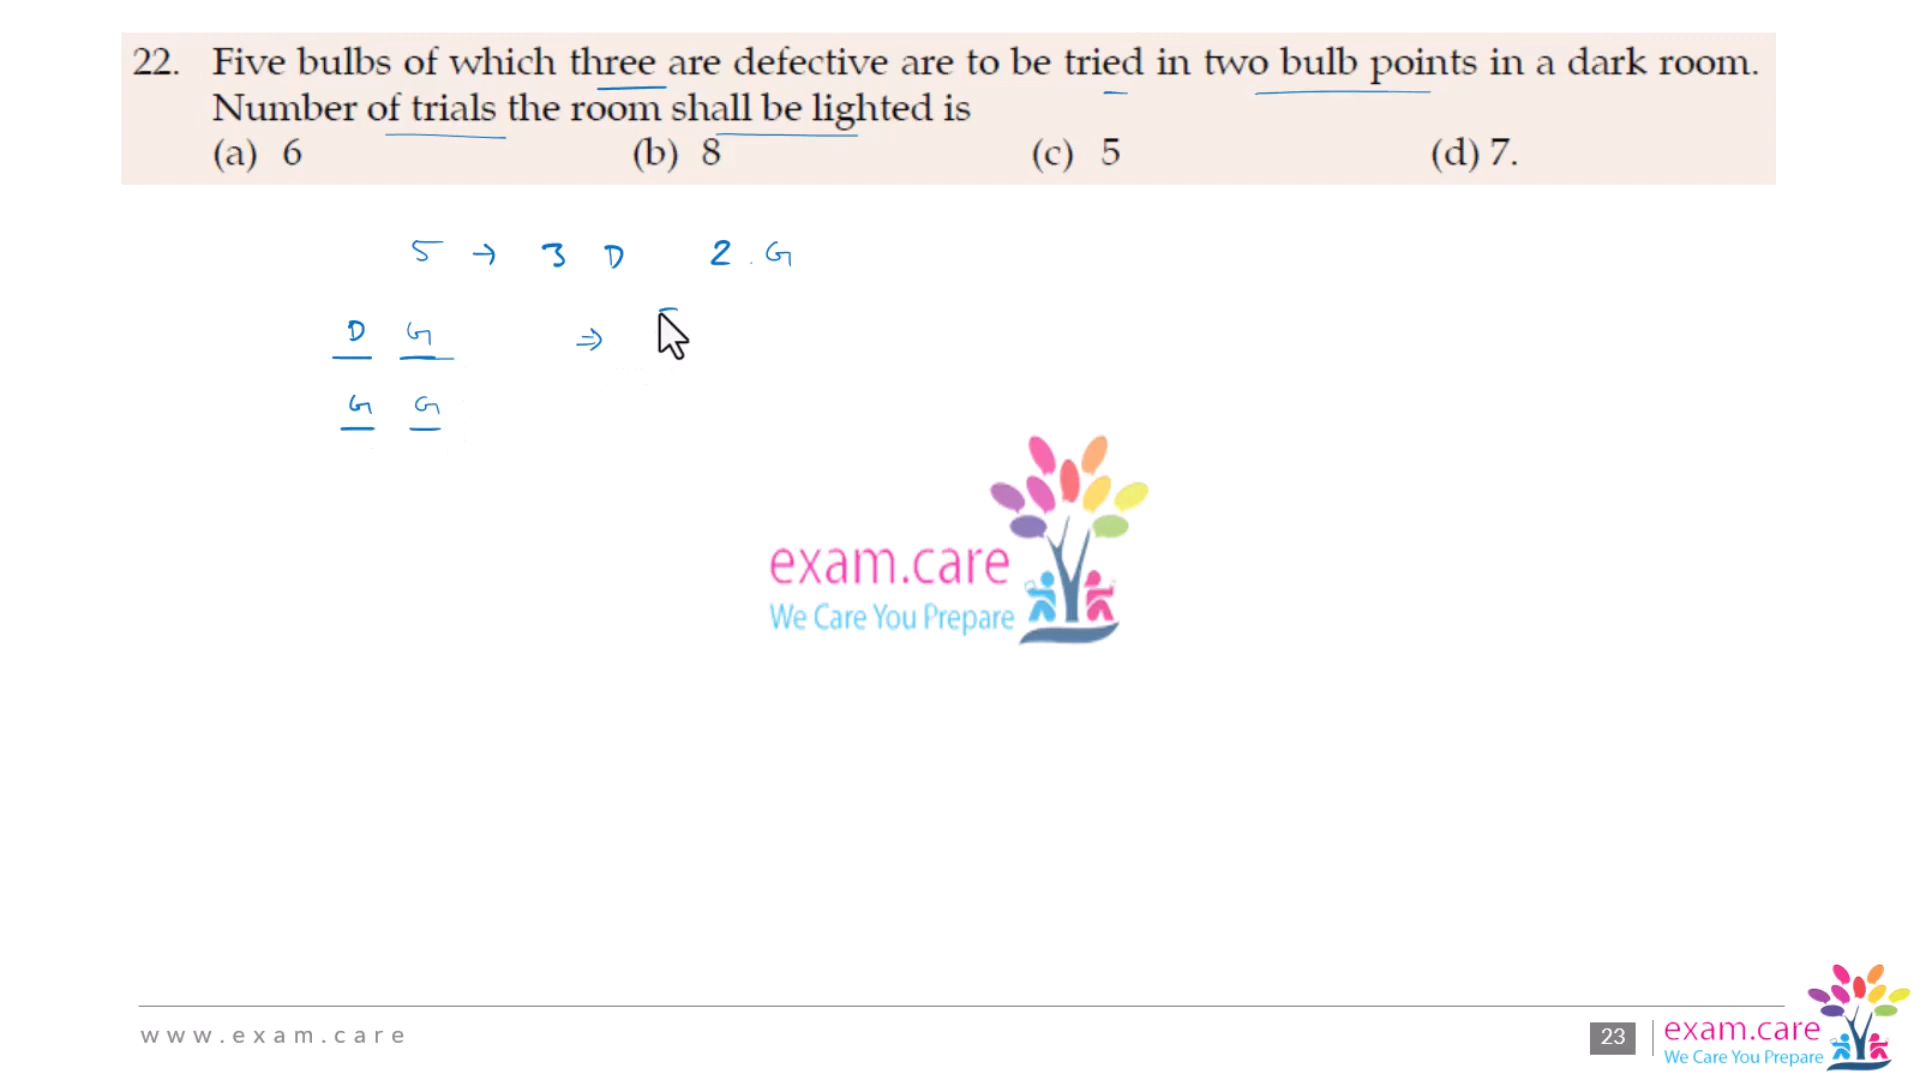 22. Five bulbs of which three are defective are to be tried in two bulb points in a dark room.
Number of trials the room shall be lighted is
(a) 6 (b) 8 (c) 5 (d) 7.
5 → 3 D 2 . G
D G ⇒
G G
exam.care
We Care You Prepare
www.exam.care
23
exam.care
We Care You Prepare